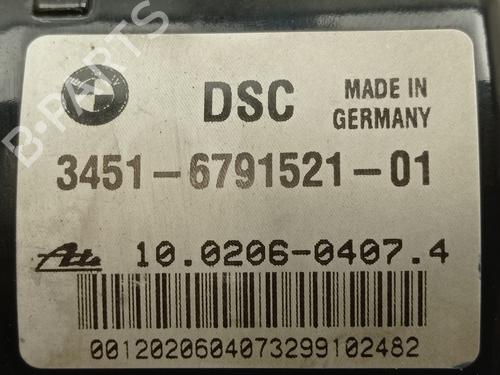 B-PARTS
DSC
MADE IN
GERMANY
3451-6791521-01
Ate 10.0206-0407.4
0012020604073299102482